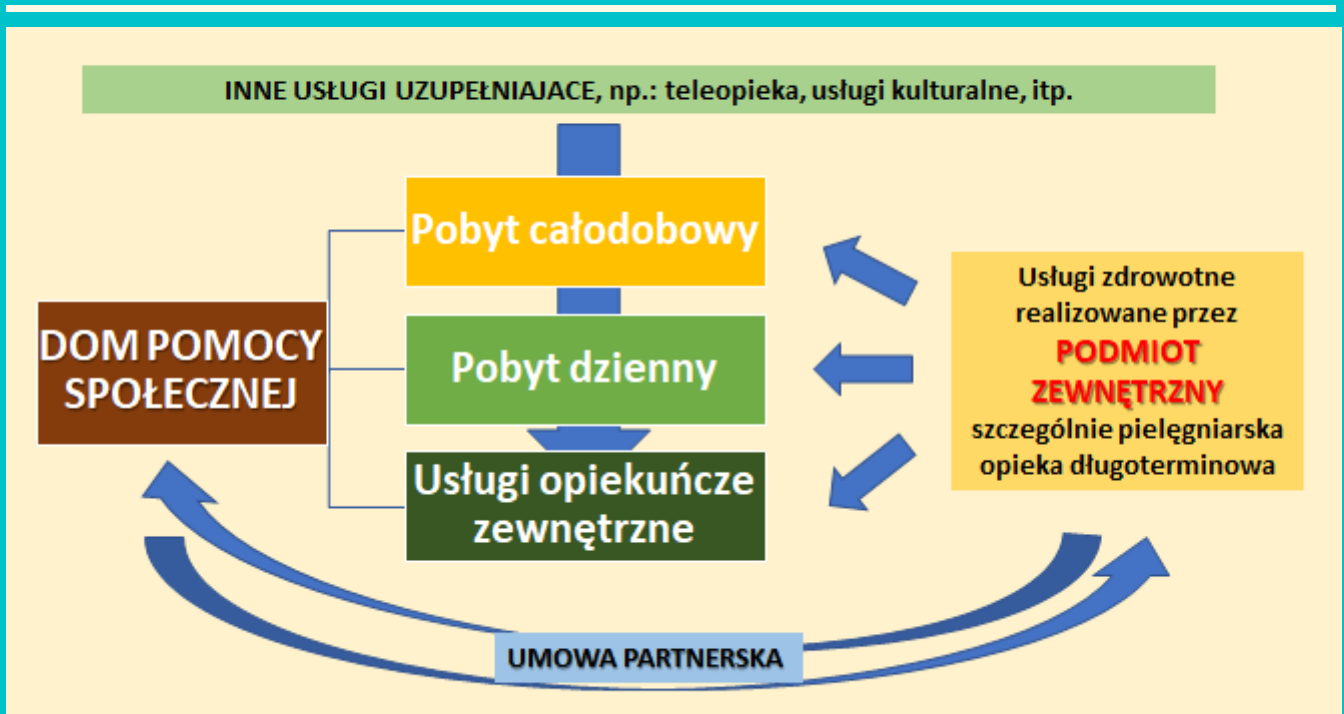 INNE USŁUGI UZUPEŁNIAJACE, np.: teleopieka, usługi kulturalne, itp.
Pobyt całodobowy
DOM POMOCY
SPOŁECZNEJ
Pobyt dzienny
Usługi opiekuńcze
zewnętrzne
Usługi zdrowotne
realizowane przez
PODMIOT
ZEWNĘTRZNY
szczególnie pielęgniarska
opieka długoterminowa
UMOWA PARTNERSKA